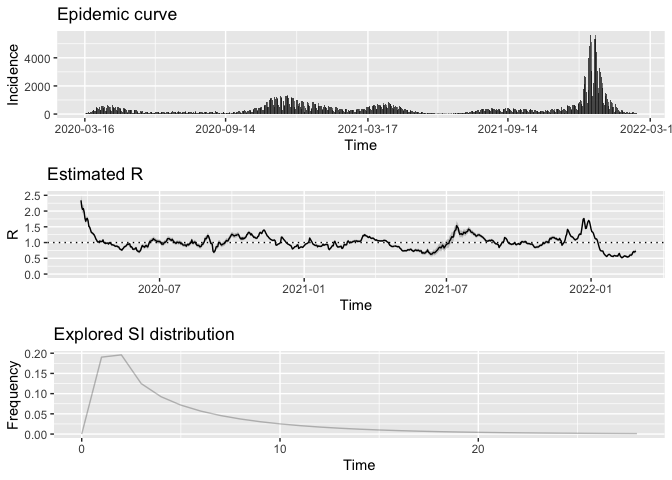 Epidemic curve
Incidence
4000
2000
0
2020-03-16 2020-09-14 2021-03-17 2021-09-14 2022-03-1
Time
Estimated R
R
2.5
2.0
1.5
1.0
0.5
0.0
2020-07 2021-01 2021-07 2022-01
Time
Explored SI distribution
Frequency
0.20
0.15
0.10
0.05
0.00
0 10 20
Time